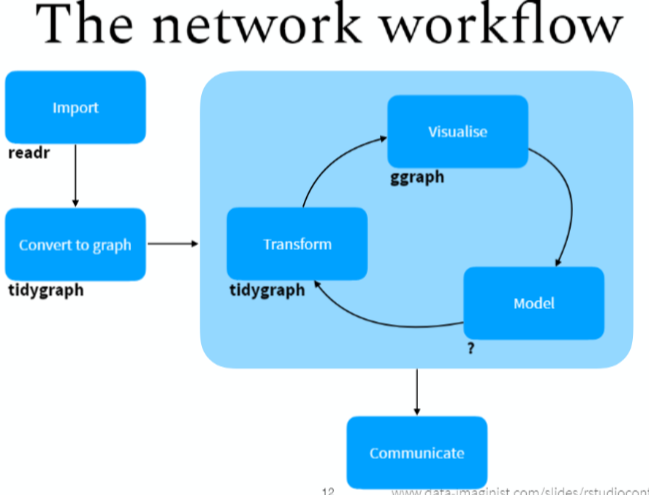 The network workflow
Import
readr
Convert to graph
tidygraph
Visualise
ggraph
Transform
tidygraph
Model
?
Communicate
12
www.data-imaginist.com/slides/rstudioconf